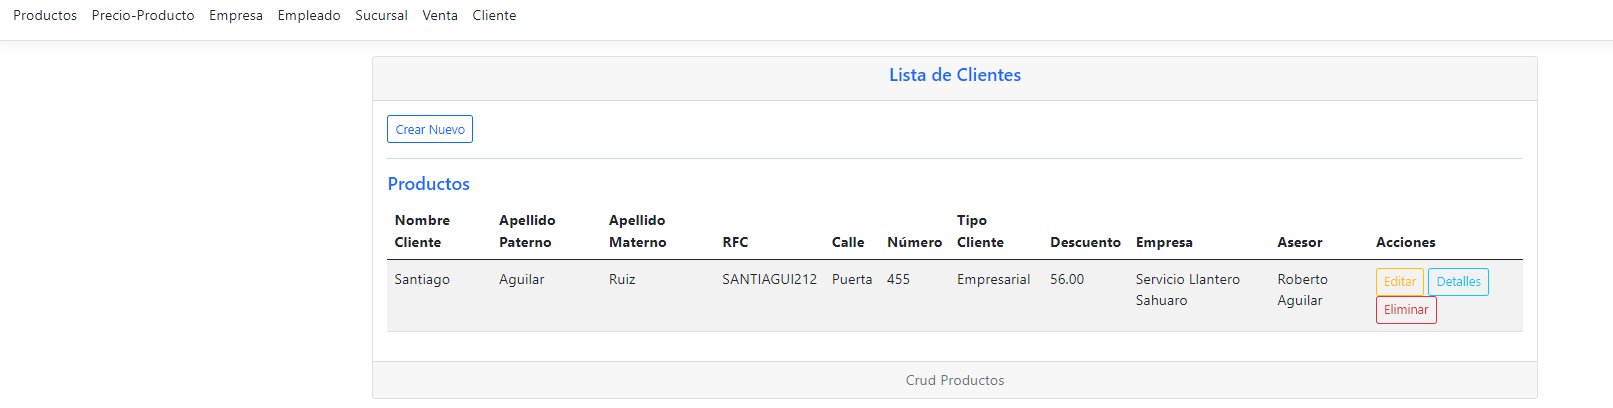 Productos Precio-Producto Empresa Empleado Sucursal Venta Cliente
Lista de Clientes
Crear Nuevo
Productos
Nombre Apellido Apellido Tipo
Cliente Paterno Materno RFC Calle Número Cliente Descuento Empresa Asesor Acciones
Santiago Aguilar Ruiz SANTIAGUI212 Puerta 455 Empresarial 56.00 Servicio Llantero Roberto Editar Detalles
Sahuaro Aguilar Eliminar
Crud Productos